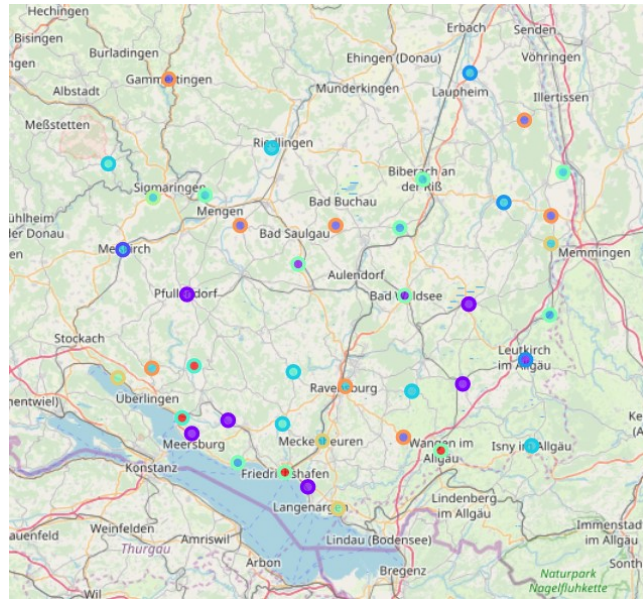 Hechingen
Bisingen
Burladingen
Albstadt
Gammertingen
Meßstetten
Erbach
Senden
Ehingen (Donau)
Vöhringen
Laupheim
Munderkingen
Illertissen
Riedlingen
Sigmaringen
Mengen
Biberach an
der Riß
Bad Buchau
Bad Saulgau
der Donau
Meßkirch
Memmingen
Aulendorf
Pfullendorf
Bad Waldsee
Stockach
Leutkirch
im Allgäu
Überlingen
Ravensburg
Meersburg
Meckenbeuren
Wangen im
Allgäu
Isny im Allgäu
Konstanz
Friedrichshafen
Langenargen
Lindenberg
im Allgäu
Weinfelden
Amriswil
Lindau (Bodensee)
Immenstad
im Allgäu
Thurgau
Arbon
Bregenz
Wil
Naturpark
Nagelfluhkette